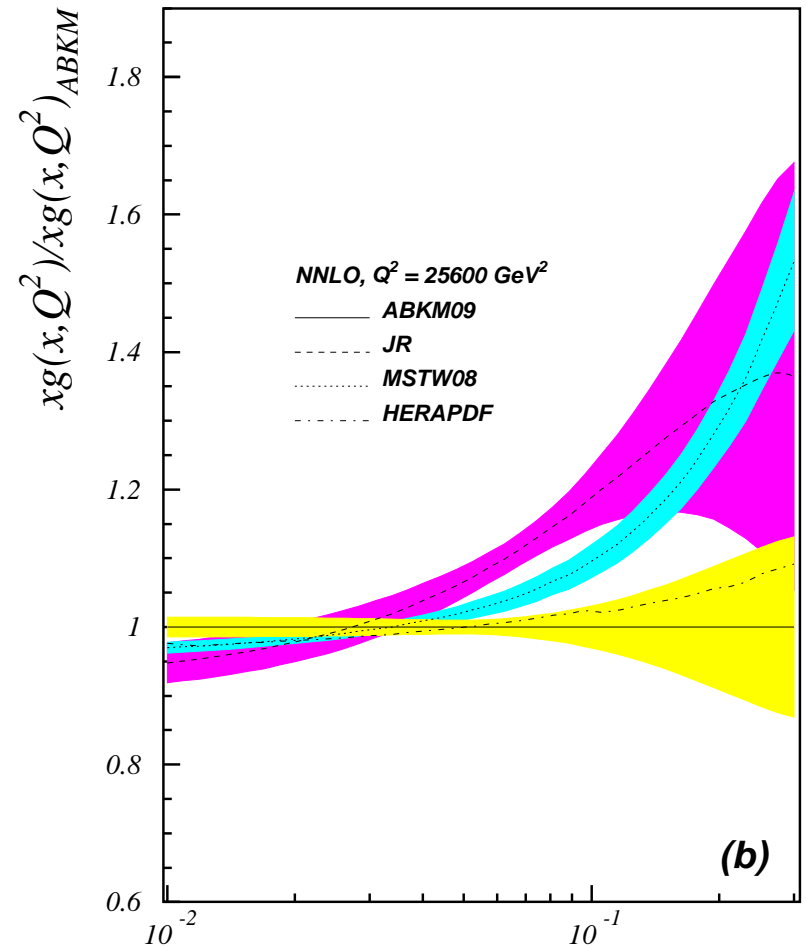 xg(x,Q²)/xg(x,Q²)ABKM
1.8
1.6
1.4
1.2
1
0.8
0.6
NNLO, Q² = 25600 GeV²
ABKM09
JR
MSTW08
HERAPDF
(b)
10⁻² 10⁻¹